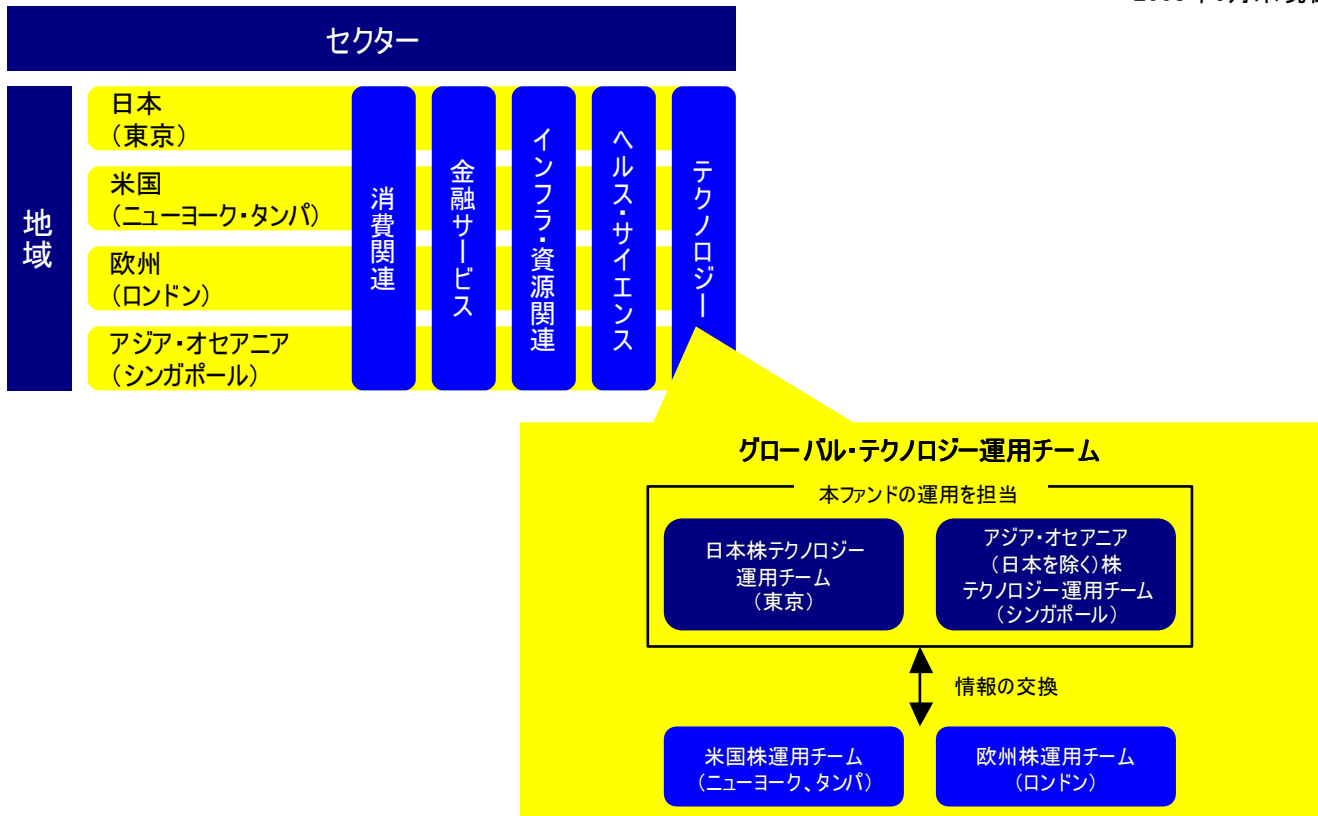 セクター
地域
日本
（東京）
米国
（ニューヨーク・タンパ）
欧州
（ロンドン）
アジア・オセアニア
（シンガポール）
消費関連
金融サービス
インフラ・資源関連
ヘルス・サイエンス
テクノロジー
グローバル・テクノロジー運用チーム
本ファンドの運用を担当
日本株テクノロジー
運用チーム
（東京）
アジア・オセアニア
（日本を除く）株
テクノロジー運用チーム
（シンガポール）
情報の交換
米国株運用チーム
（ニューヨーク、タンパ）
欧州株運用チーム
（ロンドン）